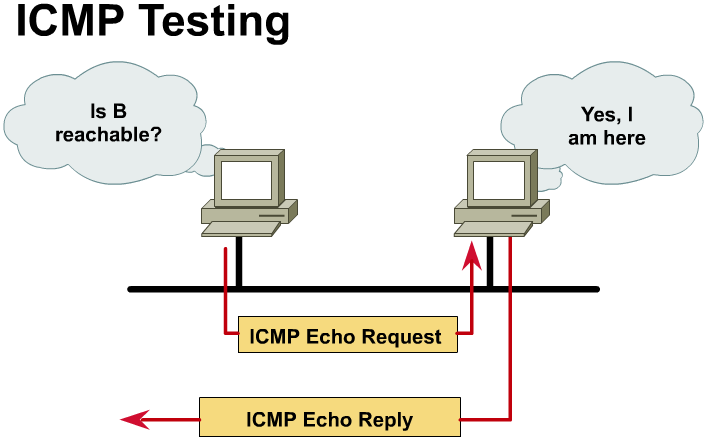 ICMP Testing
Is B
reachable?
Yes, I
am here
ICMP Echo Request
ICMP Echo Reply